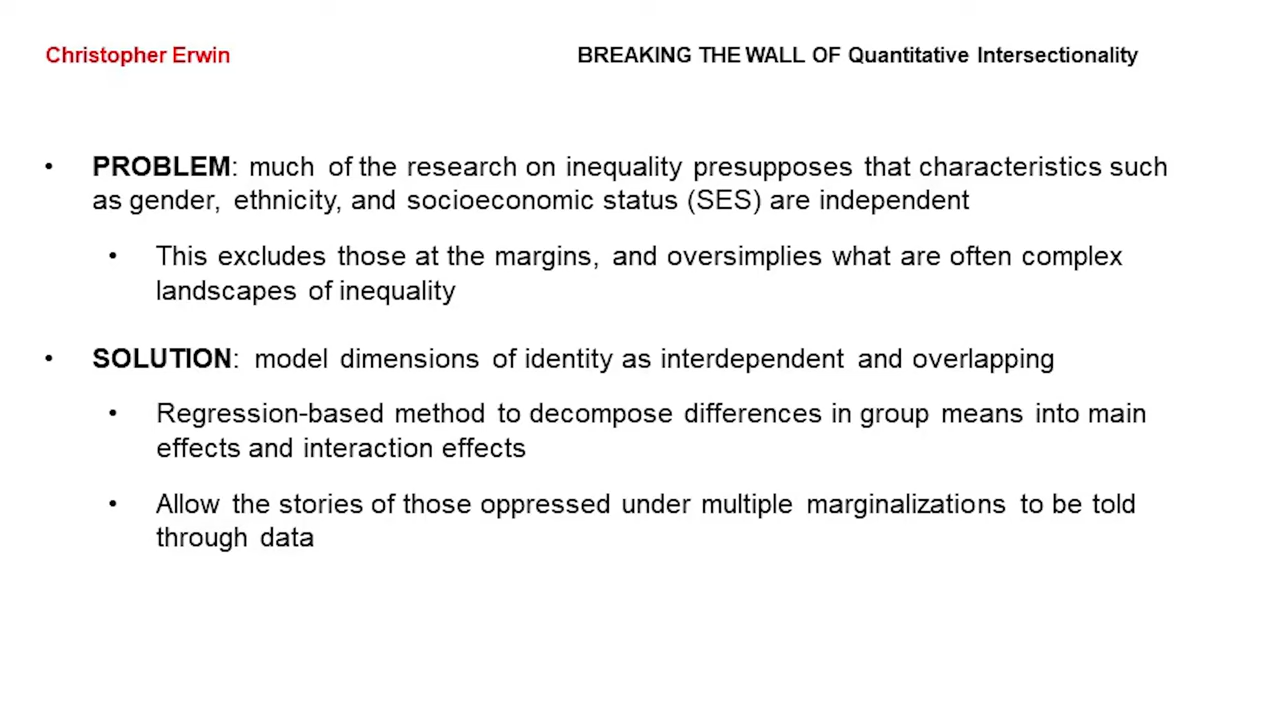 Christopher Erwin
BREAKING THE WALL OF Quantitative Intersectionality
• PROBLEM: much of the research on inequality presupposes that characteristics such
as gender, ethnicity, and socioeconomic status (SES) are independent
• This excludes those at the margins, and oversimplies what are often complex
landscapes of inequality
• SOLUTION: model dimensions of identity as interdependent and overlapping
• Regression-based method to decompose differences in group means into main
effects and interaction effects
• Allow the stories of those oppressed under multiple marginalizations to be told
through data